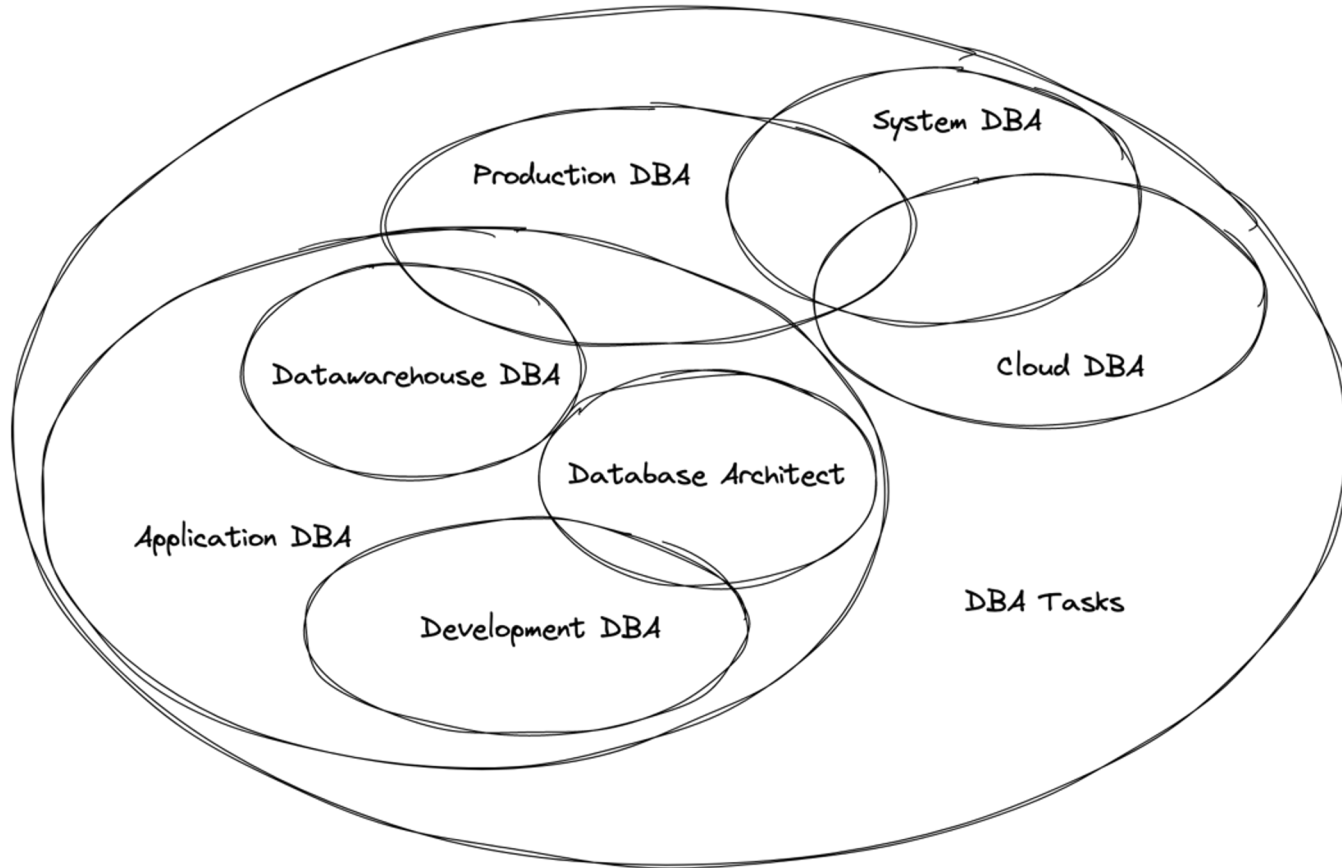 System DBA
Production DBA
Cloud DBA
Datawarehouse DBA
Database Architect
Application DBA
DBA Tasks
Development DBA